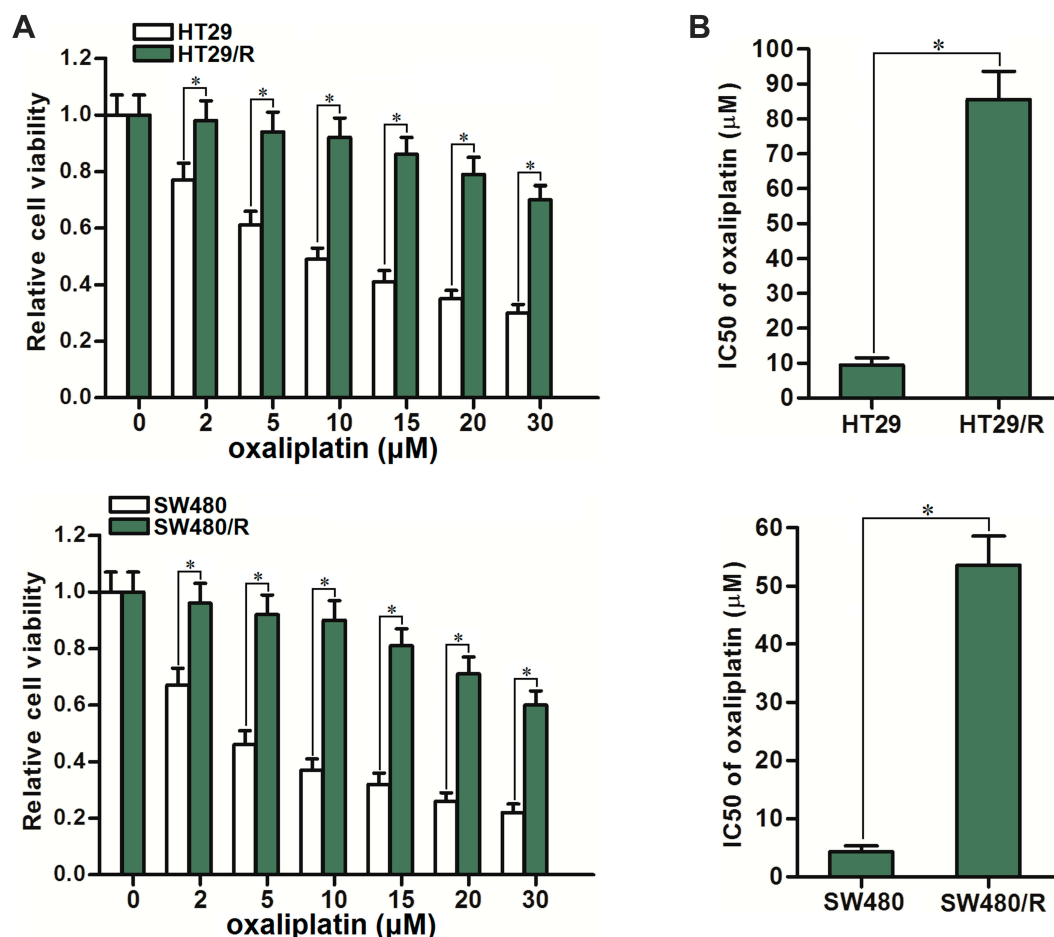 A
HT29
HT29/R
Relative cell viability
1.2
1.0
0.8
0.6
0.4
0.2
0.0
* * * * * *
0 2 5 10 15 20 30
oxaliplatin (µM)
B
IC50 of oxaliplatin (µM)
100
90
80
70
60
50
40
30
20
10
0
*
HT29 HT29/R
SW480
SW480/R
Relative cell viability
1.2
1.0
0.8
0.6
0.4
0.2
0.0
* * * * * *
0 2 5 10 15 20 30
oxaliplatin (µM)
IC50 of oxaliplatin (µM)
60
50
40
30
20
10
0
*
SW480 SW480/R